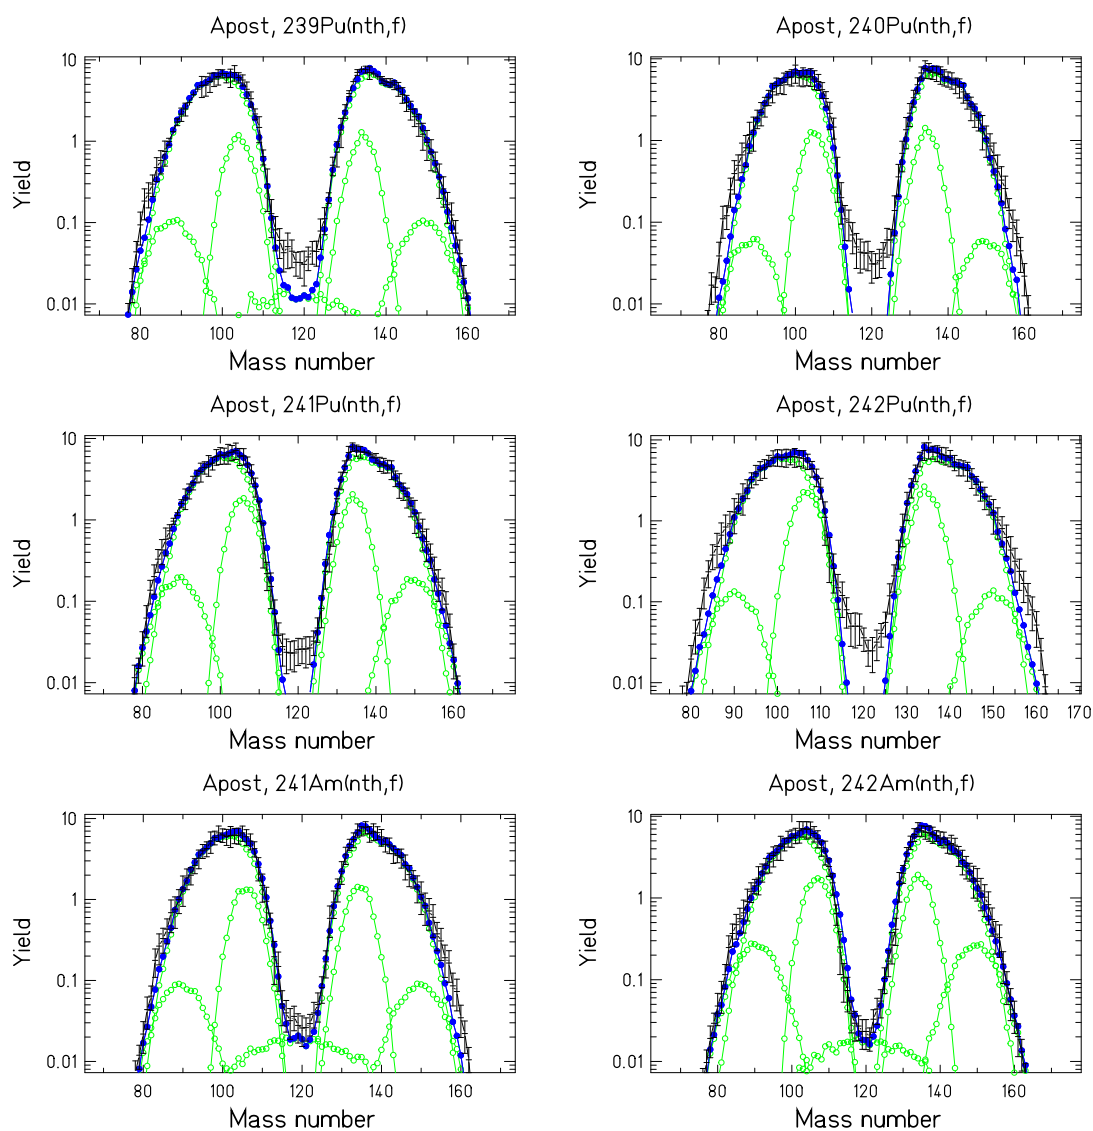 Apost, 239Pu(nth,f)
10
1
0.1
0.01
Yield
80 100 120 140 160
Mass number
Apost, 240Pu(nth,f)
10
1
0.1
0.01
Yield
80 100 120 140 160
Mass number
Apost, 241Pu(nth,f)
10
1
0.1
0.01
Yield
80 100 120 140 160
Mass number
Apost, 242Pu(nth,f)
10
1
0.1
0.01
Yield
80 90 100 110 120 130 140 150 160 170
Mass number
Apost, 241Am(nth,f)
10
1
0.1
0.01
Yield
80 100 120 140 160
Mass number
Apost, 242Am(nth,f)
10
1
0.1
0.01
Yield
80 100 120 140 160
Mass number